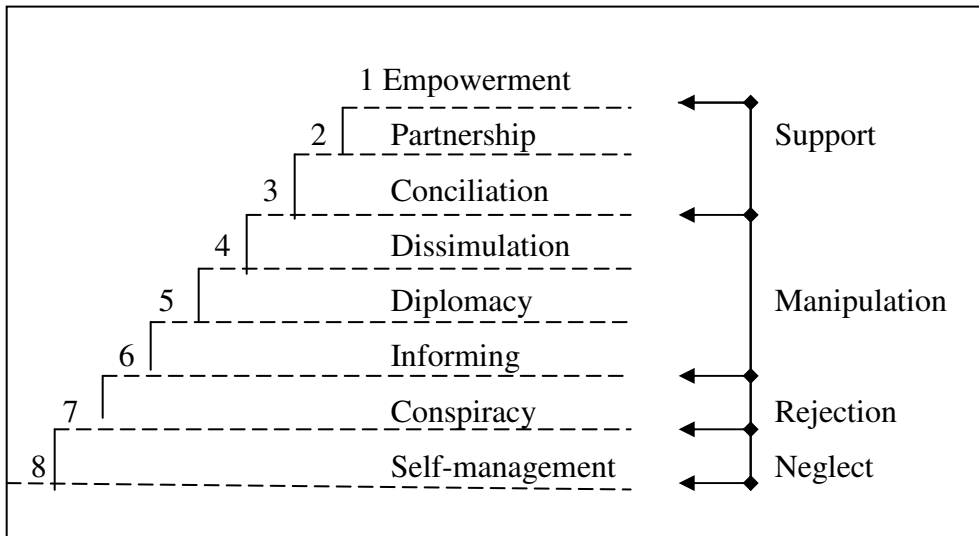 1 Empowerment
2 Partnership
Support
3 Conciliation
4 Dissimulation
5 Diplomacy
Manipulation
6 Informing
7 Conspiracy
Rejection
8 Self-management
Neglect